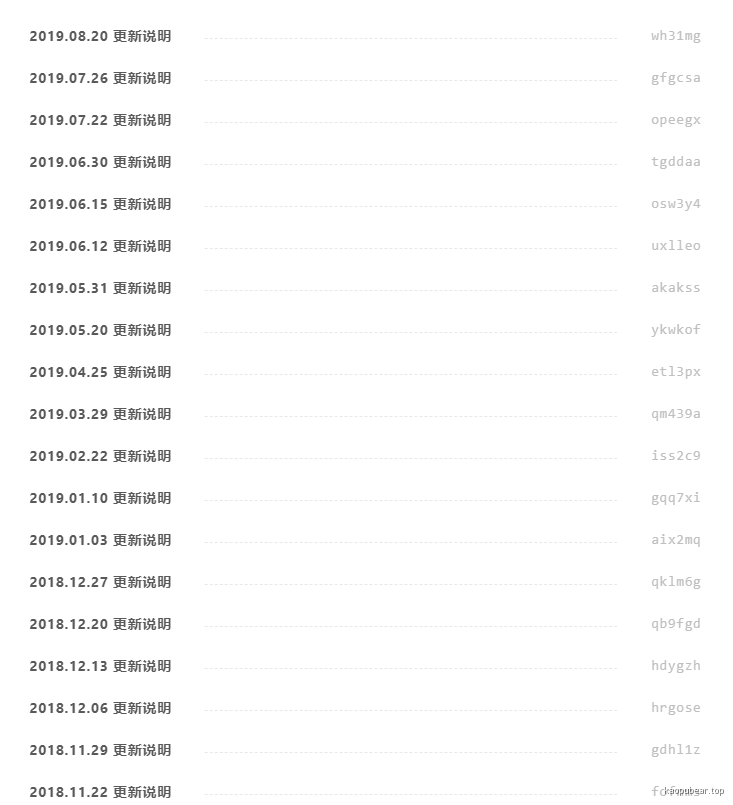 2019.08.20 更新说明 wh31mg
2019.07.26 更新说明 gfgcsa
2019.07.22 更新说明 opeegx
2019.06.30 更新说明 tgddaa
2019.06.15 更新说明 osw3y4
2019.06.12 更新说明 uxlleo
2019.05.31 更新说明 akakss
2019.05.20 更新说明 ykwkof
2019.04.25 更新说明 etl3px
2019.03.29 更新说明 qm439a
2019.02.22 更新说明 iss2c9
2019.01.10 更新说明 gqq7xi
2019.01.03 更新说明 aix2mq
2018.12.27 更新说明 qklm6g
2018.12.20 更新说明 qb9fgd
2018.12.13 更新说明 hdygzh
2018.12.06 更新说明 hrgose
2018.11.29 更新说明 gdhl1z
2018.11.22 更新说明
kaopubear.top